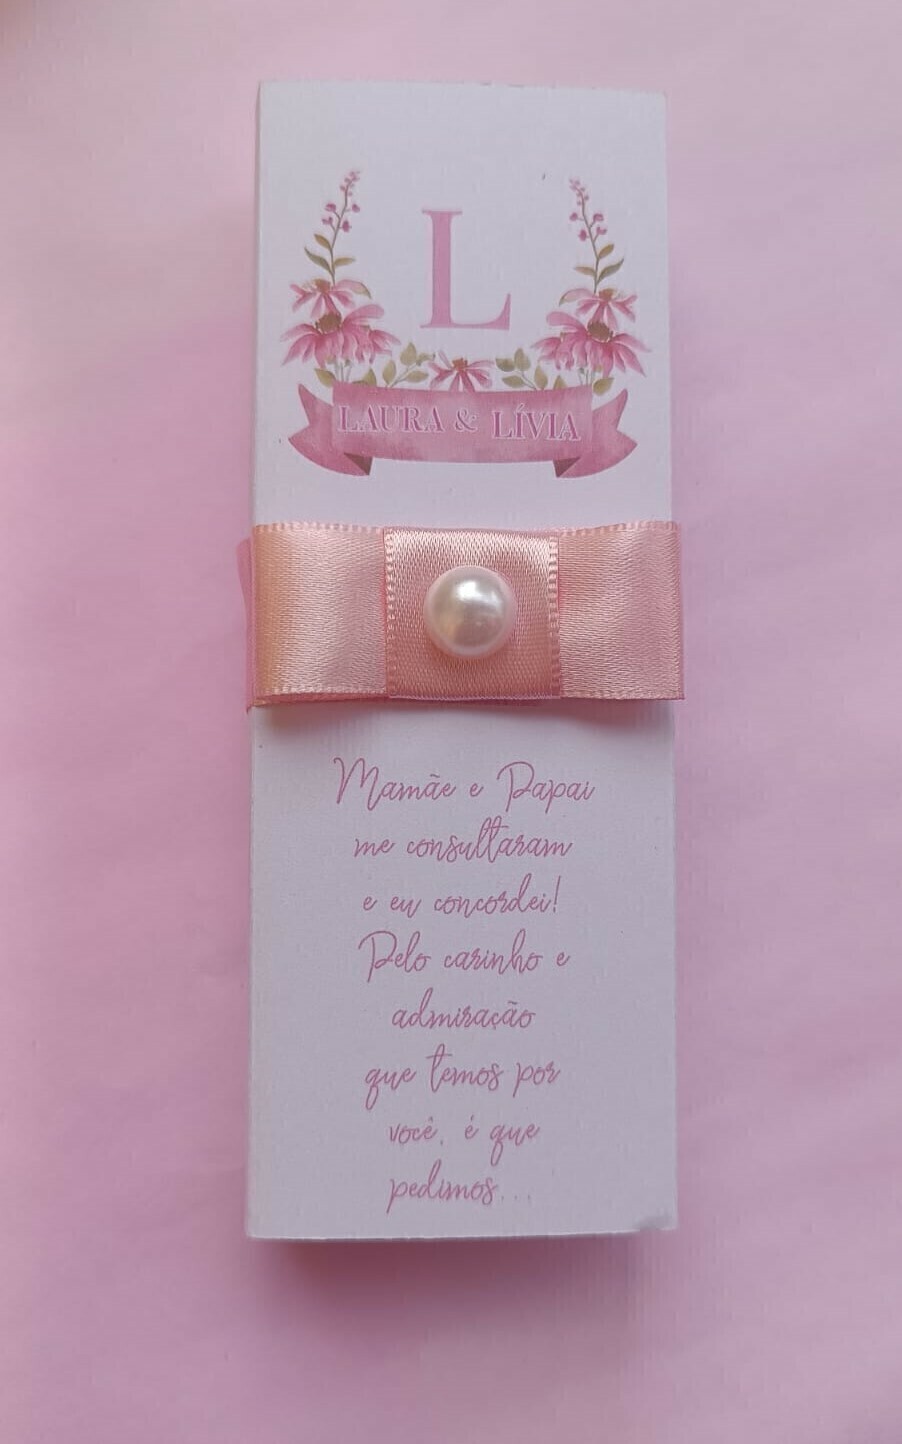 L
LAURA & LÍVIA
Mamãe e Papai
me consultaram
e eu concordei!
Pelo carinho e
admiração
que temos por
você, é que
pedimos...